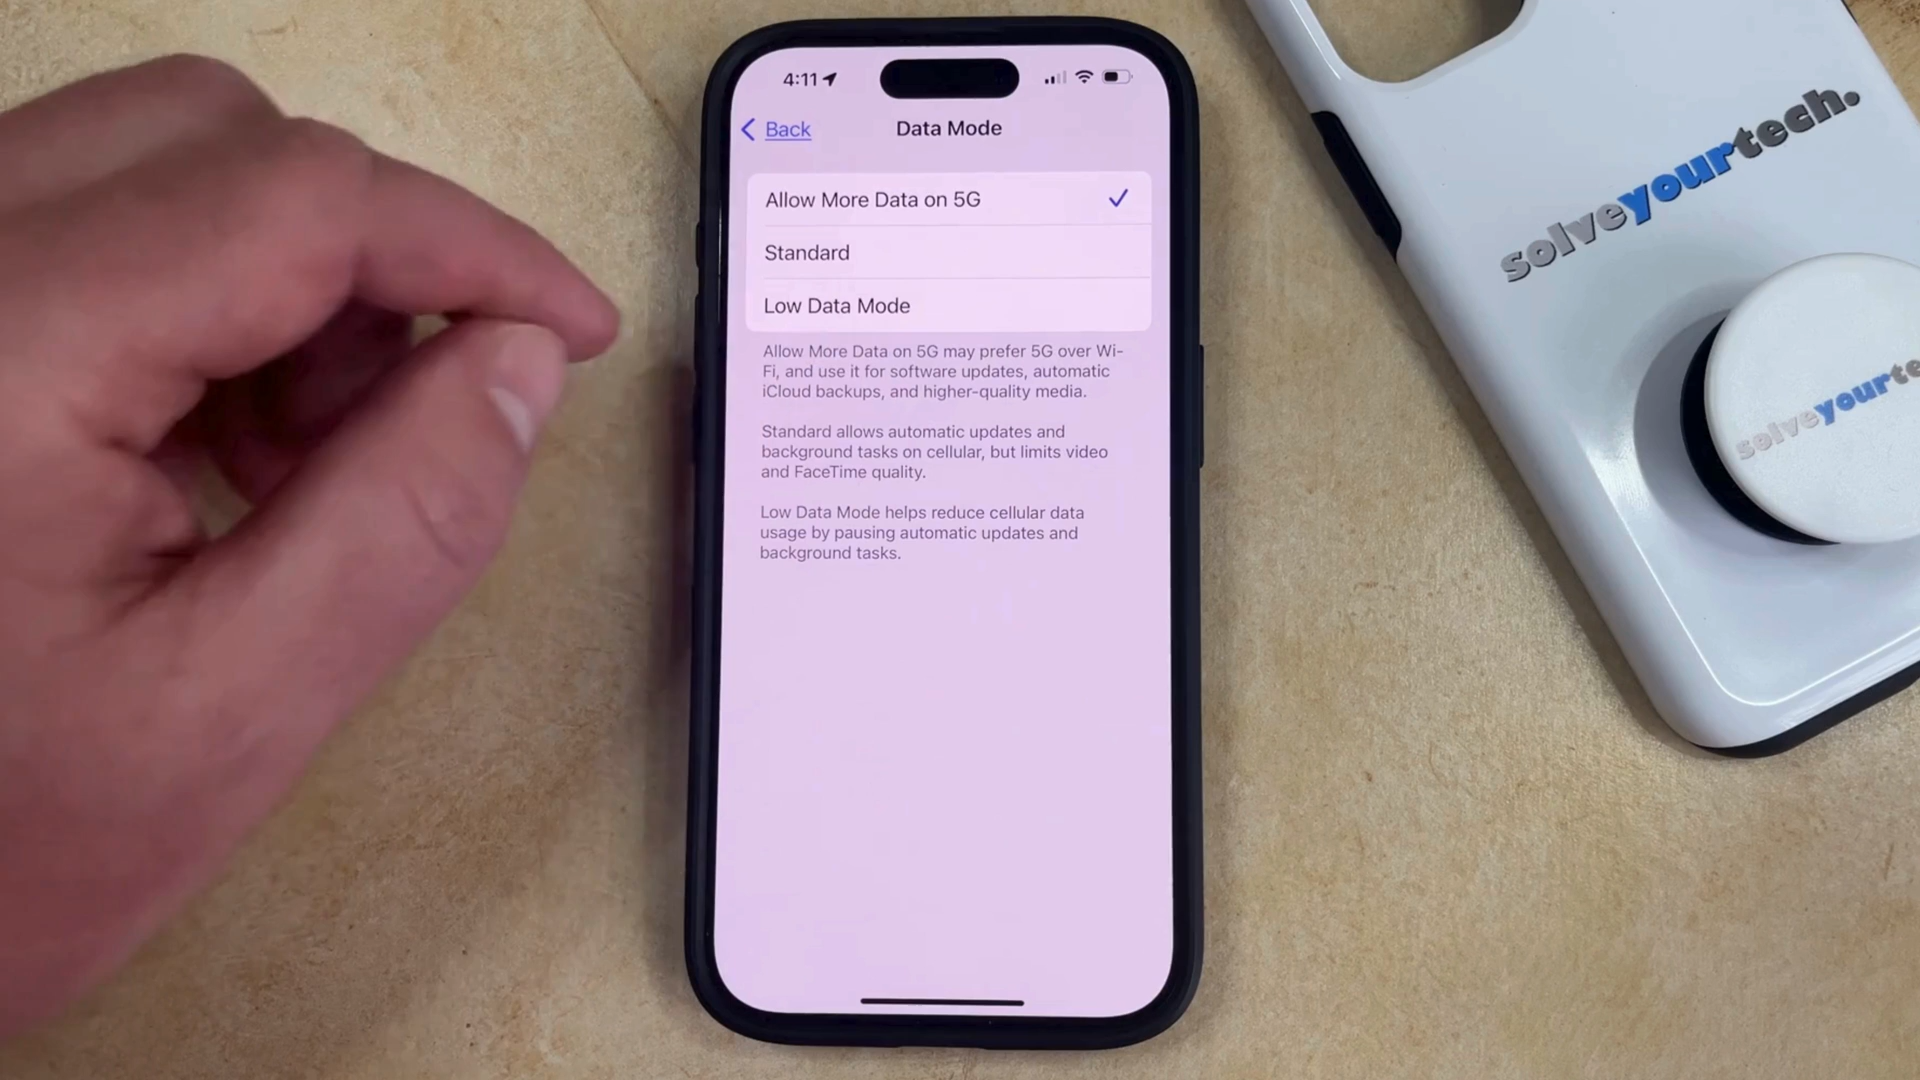 4:11
Back
Data Mode
Allow More Data on 5G
Standard
Low Data Mode
Allow More Data on 5G may prefer 5G over Wi-
Fi, and use it for software updates, automatic
iCloud backups, and higher-quality media.
Standard allows automatic updates and
background tasks on cellular, but limits video
and FaceTime quality.
Low Data Mode helps reduce cellular data
usage by pausing automatic updates and
background tasks.
solveyourtech.
solveyourte